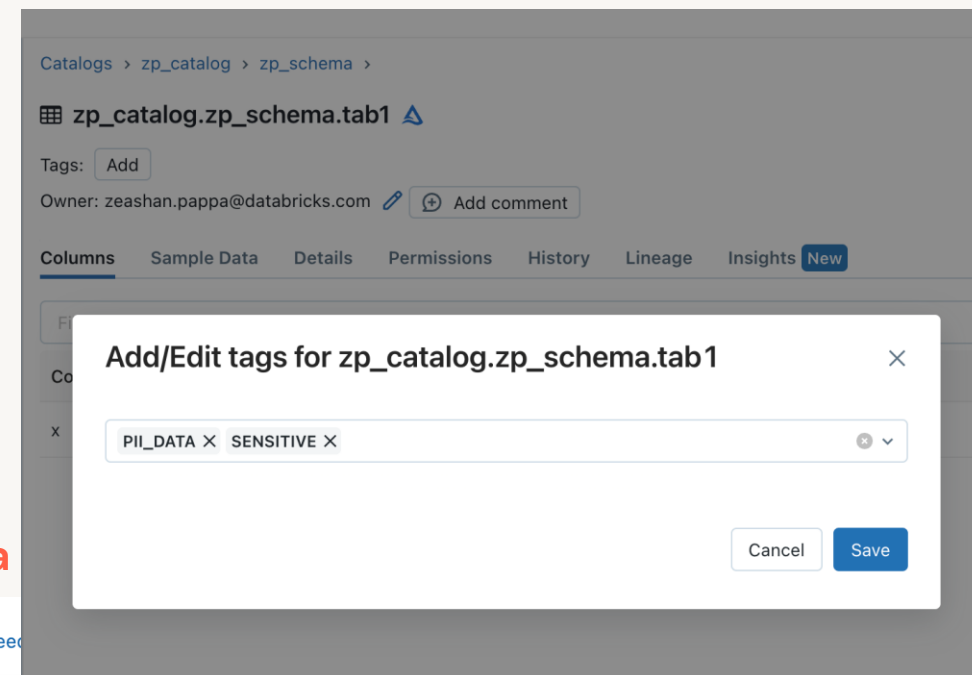 Catalogs > zp_catalog > zp_schema >
zp_catalog.zp_schema.tab1
Tags: Add
Owner: zeashan.pappa@databricks.com Add comment
Columns Sample Data Details Permissions History Lineage Insights New
Add/Edit tags for zp_catalog.zp_schema.tab1
x
PII_DATA SENSITIVE
Cancel Save